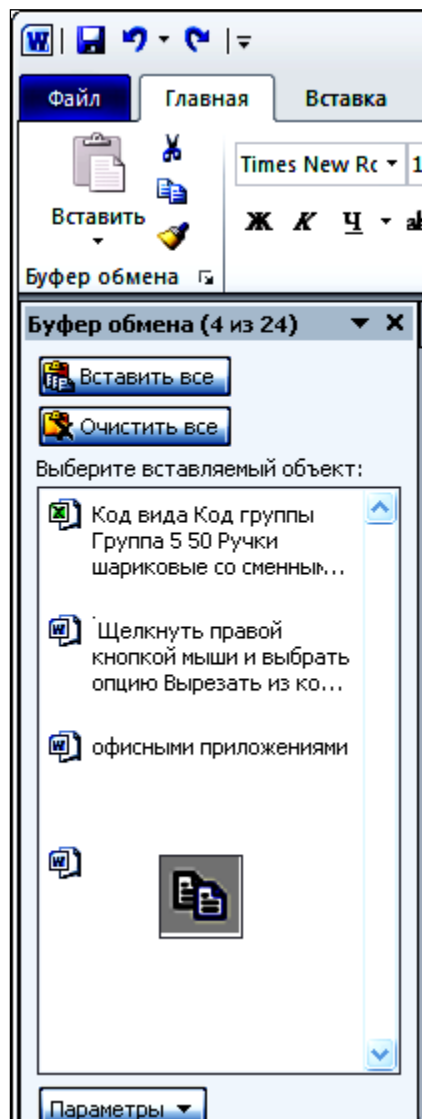 Файл Главная Вставка
Times New Rc 1
Вставить
Ж К Ч
Буфер обмена
Буфер обмена (4 из 24)
Вставить все
Очистить все
Выберите вставляемый объект:
Код вида Код группы
Группа 5 50 Ручки
шариковые со сменным...
Щелкнуть правой
кнопкой мыши и выбрать
опцию Вырезать из ко...
офисными приложениями
Параметры